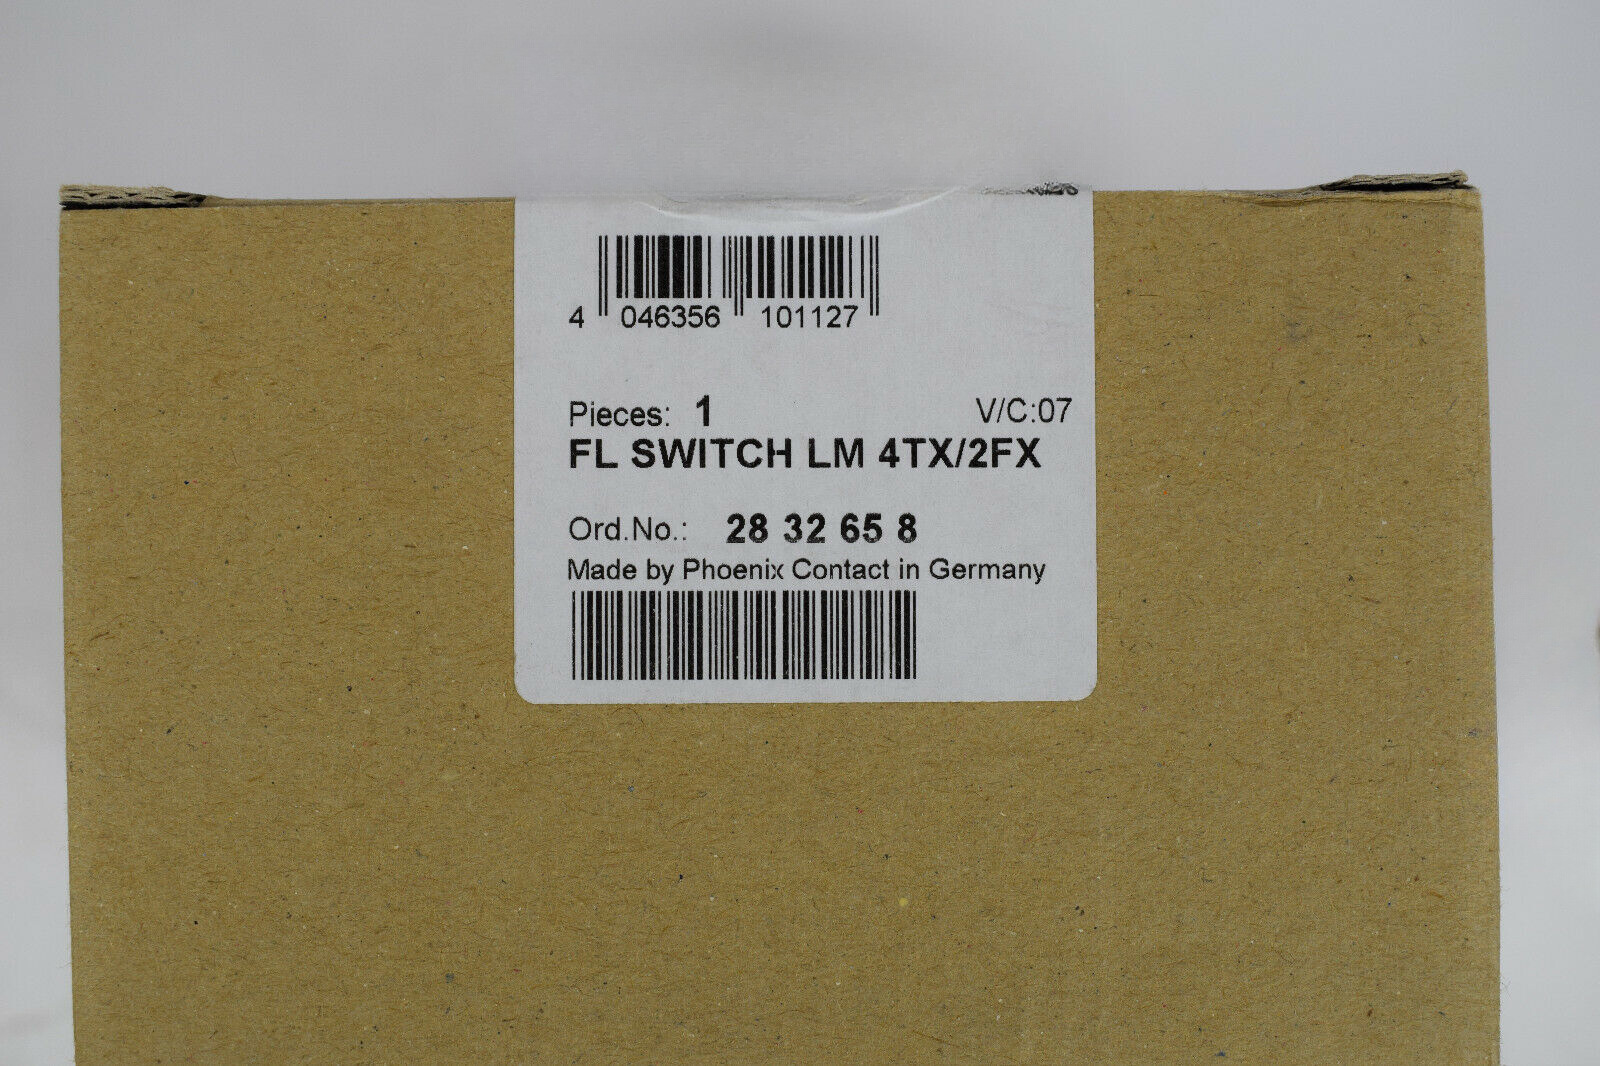 4 046356 101127
Pieces: 1 V/C:07
FL SWITCH LM 4TX/2FX
Ord.No.: 28 32 65 8
Made by Phoenix Contact in Germany